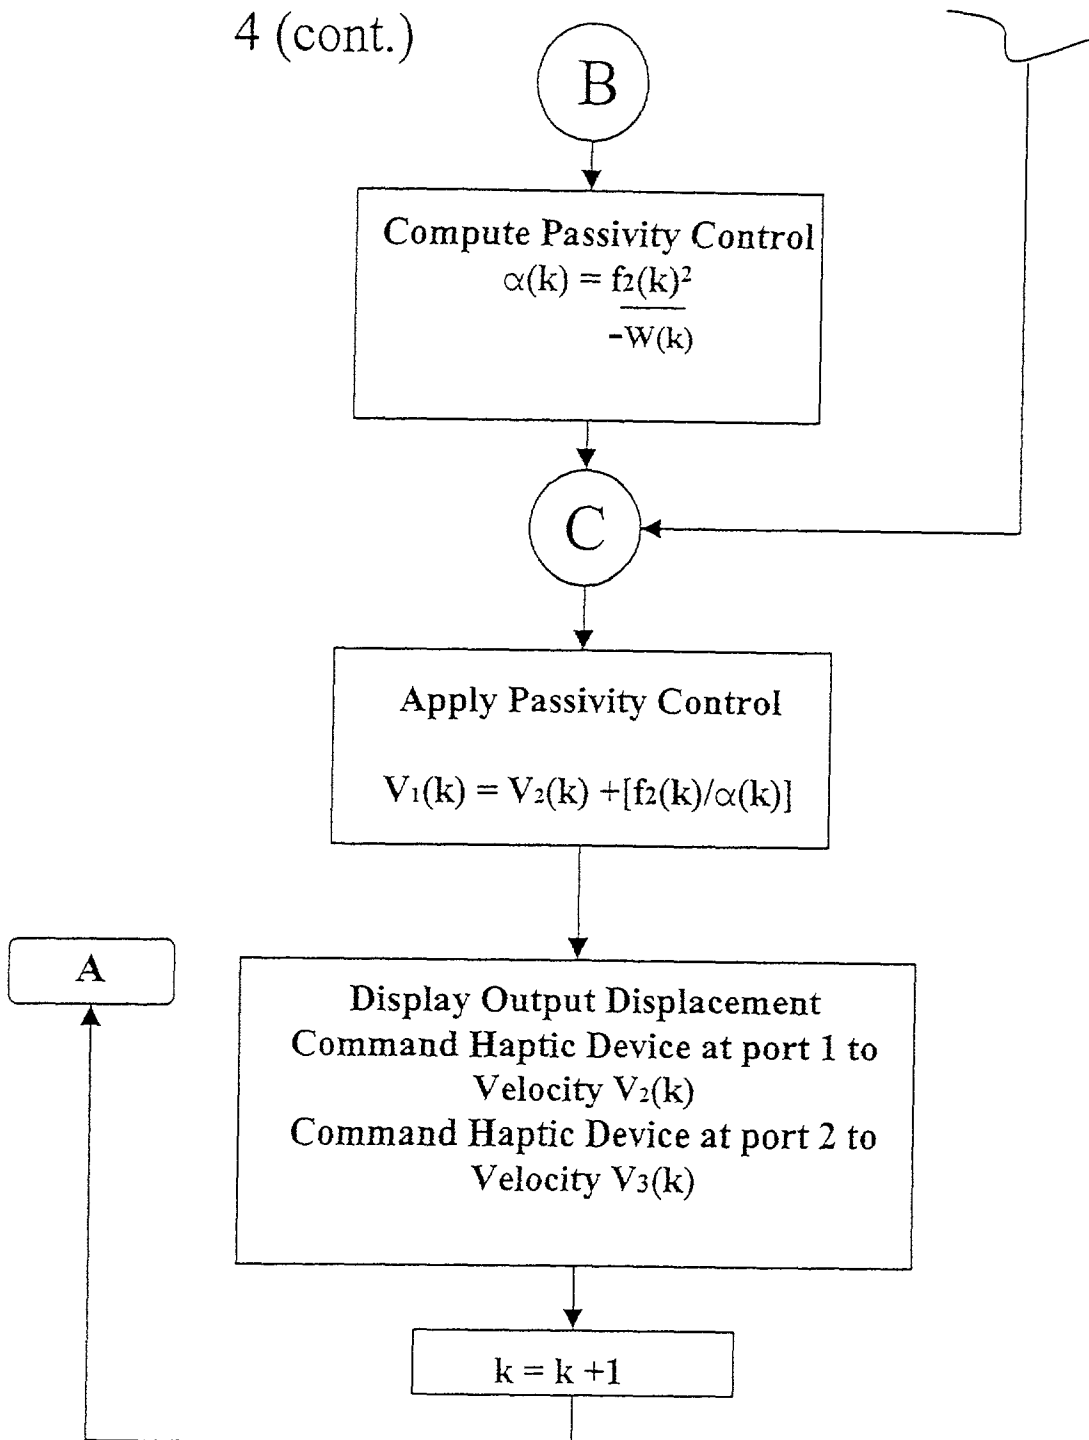 4 (cont.)
B
Compute Passivity Control
∝(k) = f₂(k)²
-W(k)
C
Apply Passivity Control
V₁(k) = V₂(k) +[f₂(k)/∝(k)]
A
Display Output Displacement
Command Haptic Device at port 1 to
Velocity V₂(k)
Command Haptic Device at port 2 to
Velocity V₃(k)
k = k +1